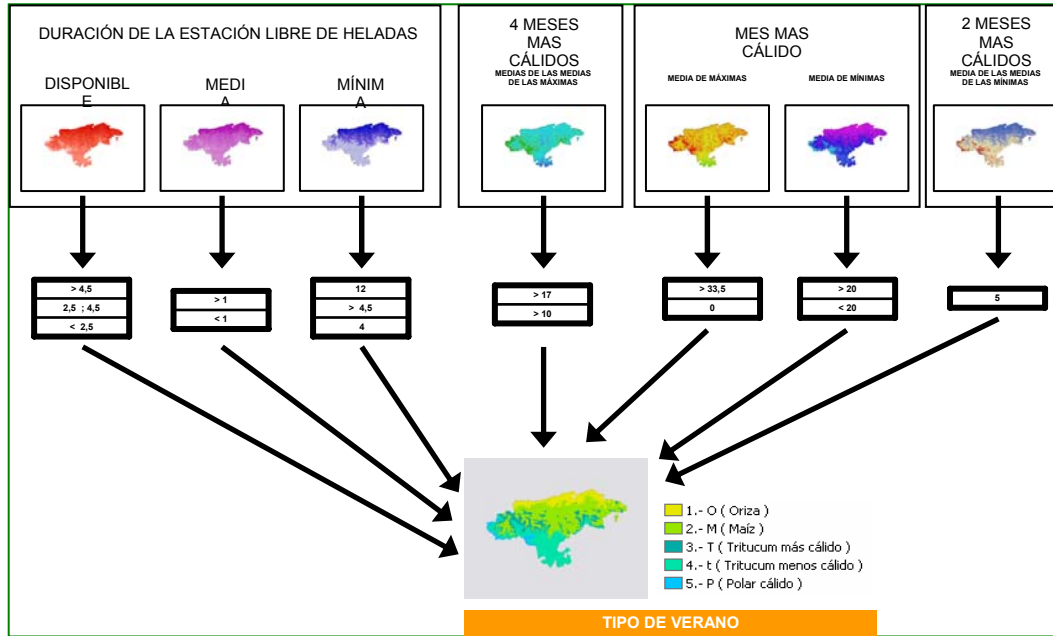 DURACIÓN DE LA ESTACIÓN LIBRE DE HELADAS
DISPONIBL
E
MEDI
A
MÍNIM
A
4 MESES
MAS
CÁLIDOS
MEDIAS DE LAS MEDIAS
DE LAS MÁXIMAS
MES MAS
CÁLIDO
MEDIA DE MÁXIMAS
MEDIA DE MÍNIMAS
2 MESES
MAS
CÁLIDOS
MEDIA DE LAS MEDIAS
DE LAS MÍNIMAS
> 4,5
2,5 ; 4,5
< 2,5
> 1
< 1
12
> 4,5
4
> 17
> 10
> 33,5
0
> 20
< 20
5
1.- O ( Oriza )
2.- M ( Maíz )
3.- T ( Tritucum más cálido )
4.- t ( Tritucum menos cálido )
5.- P ( Polar cálido )
TIPO DE VERANO